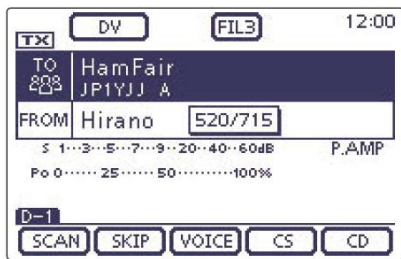 TX DV FIL3 12:00
TO HamFair
JP1YJJ A
FROM Hirano 520/715
S 1··3··5··7··9··20··40··60dB P.AMP
Po 0······25······50··········100%
D-1
SCAN SKIP VOICE CS CD